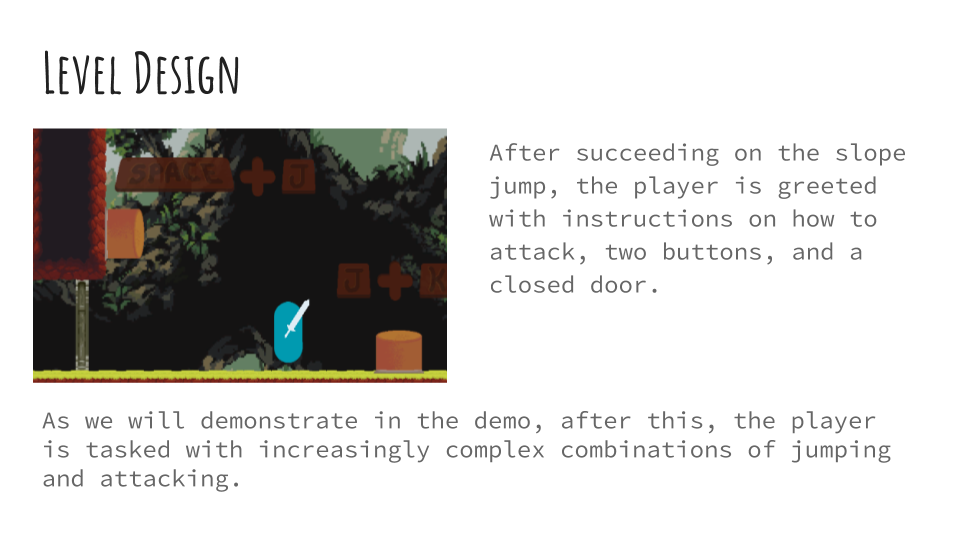 Level Design
SPACE + J
J + K
After succeeding on the slope
jump, the player is greeted
with instructions on how to
attack, two buttons, and a
closed door.
As we will demonstrate in the demo, after this, the player
is tasked with increasingly complex combinations of jumping
and attacking.